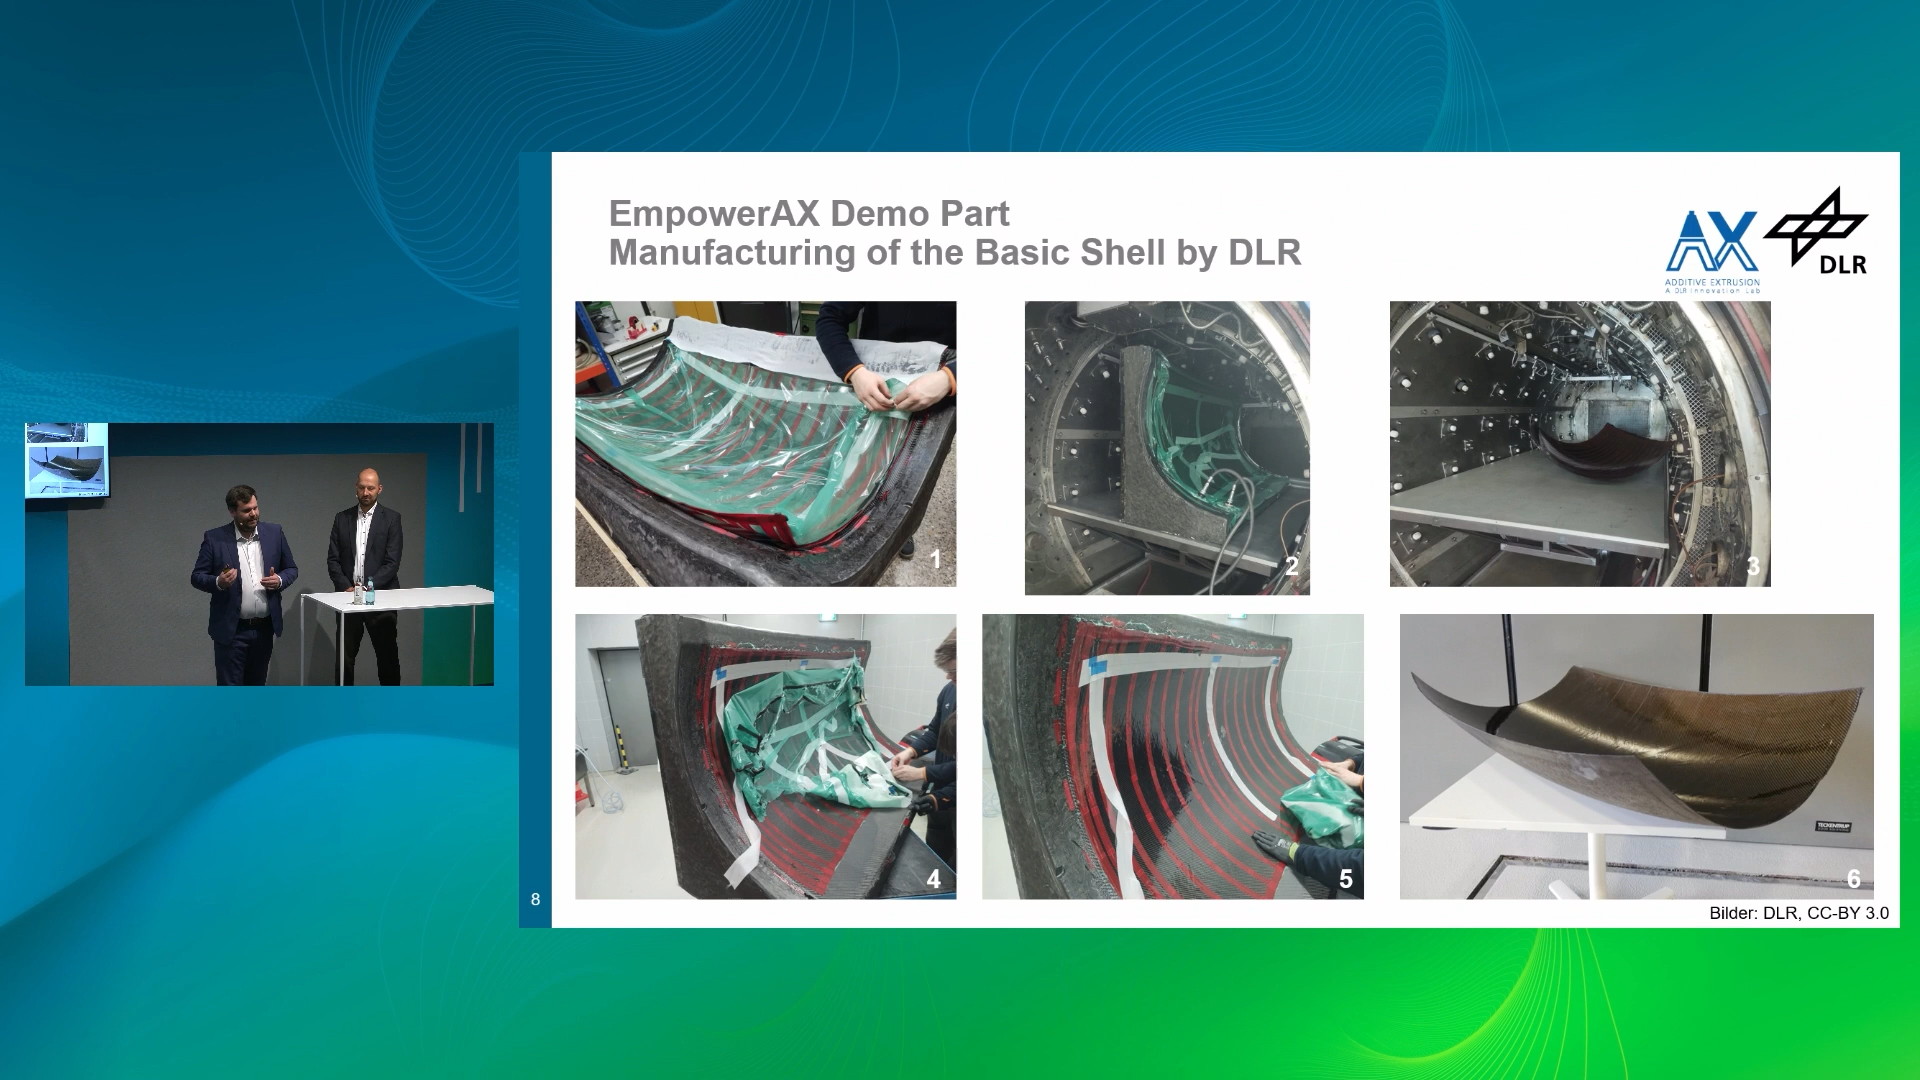 EmpowerAX Demo Part
Manufacturing of the Basic Shell by DLR
AX
ADDITIVE EXTRUSION
A DLR Innovation Lab
DLR
1
2
3
4
5
6
TECKENTRUP
8
Bilder: DLR, CC-BY 3.0